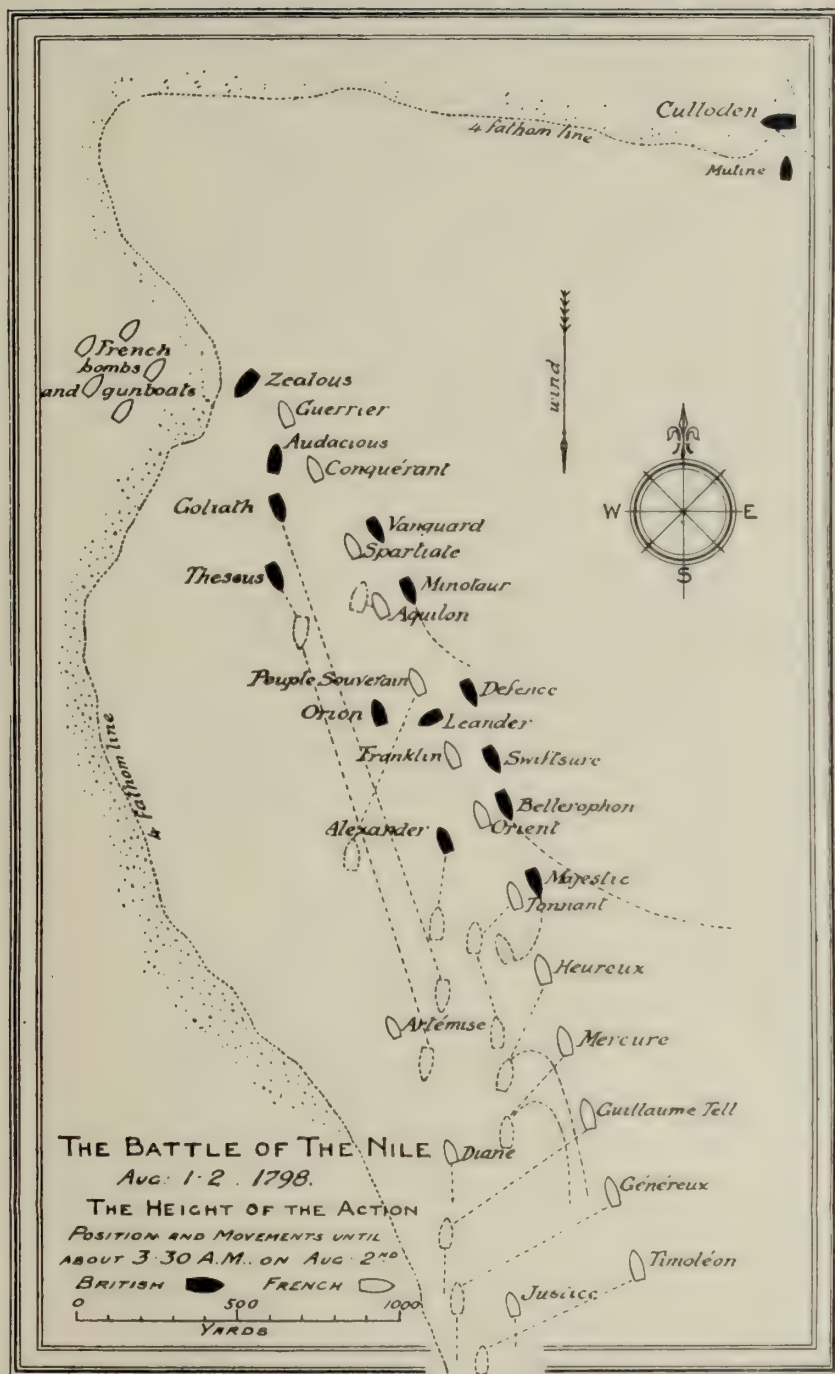 Culloden
4 fathom line
Mutine
French
bombs
and gunboats
Zealous
Guerrier
wind
Audacious
Conquérant
Goliath
Vanguard
Spartiate
W E
S
Theseus
Minotaur
Aquilon
Peuple Souverain
Defence
Orion
Leander
Franklin
Swiftsure
4 fathom line
Bellerophon
Orient
Alexander
Majestic
Tonnant
Heureux
Artémise
Mercure
Guillaume Tell
THE BATTLE OF THE NILE
Diane
AUG: 1-2. 1798.
Généreux
THE HEIGHT OF THE ACTION
POSITION AND MOVEMENTS UNTIL
ABOUT 3·30 A.M. ON AUG 2ND
Timoléon
BRITISH FRENCH
Justice
0 500 1000
YARDS